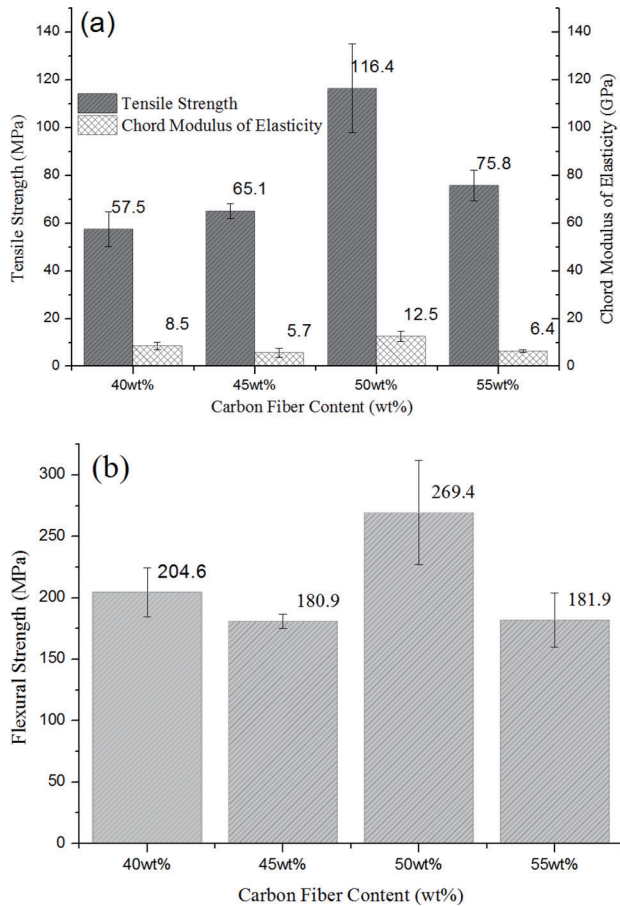 (a)
Tensile Strength (MPa)
140
120
100
80
60
40
20
0
Tensile Strength
Chord Modulus of Elasticity
57.5
8.5
65.1
5.7
116.4
12.5
75.8
6.4
140
120
100
80
60
40
20
0
Chord Modulus of Elasticity (GPa)
40wt%
45wt%
50wt%
55wt%
Carbon Fiber Content (wt%)
(b)
Flexural Strength (MPa)
300
250
200
150
100
50
0
204.6
180.9
269.4
181.9
40wt%
45wt%
50wt%
55wt%
Carbon Fiber Content (wt%)